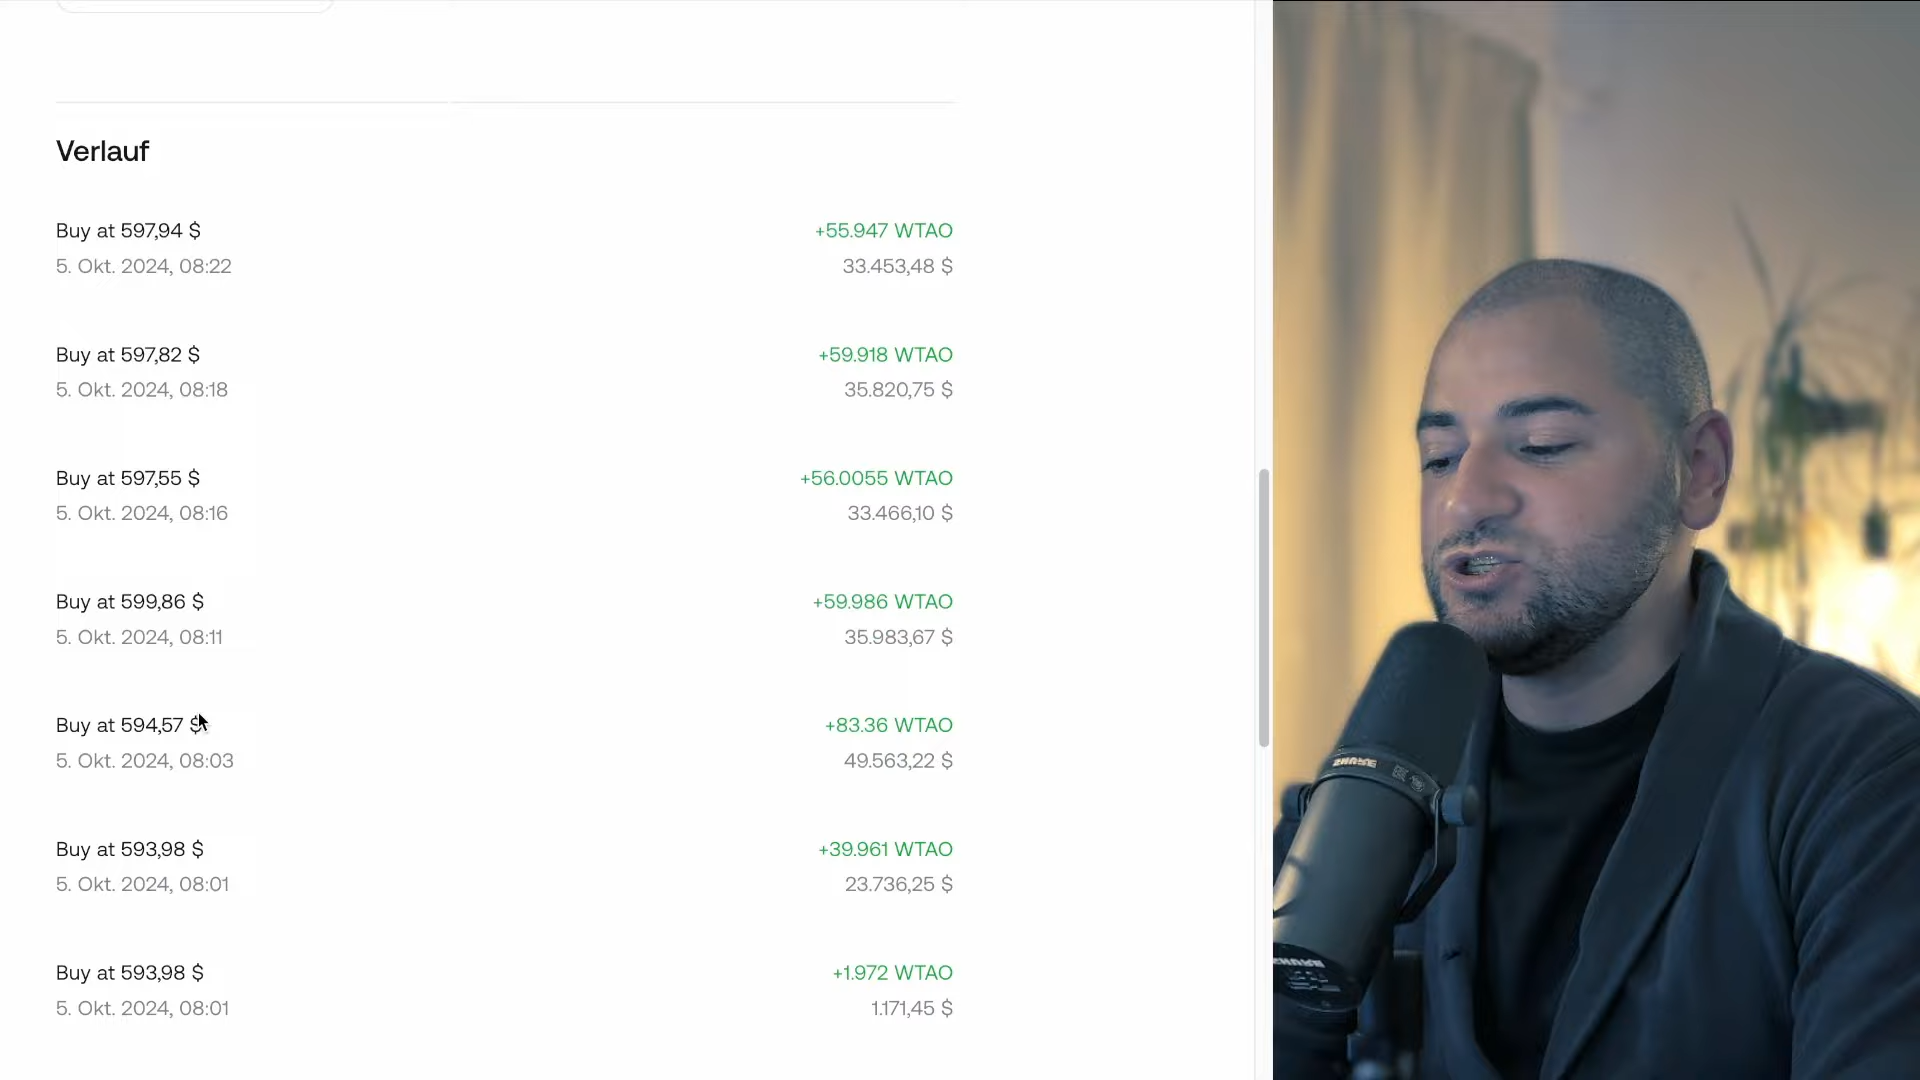 Verlauf
Buy at 597,94 $
+55.947 WTAO
5. Okt. 2024, 08:22
33.453,48 $
Buy at 597,82 $
+59.918 WTAO
5. Okt. 2024, 08:18
35.820,75 $
Buy at 597,55 $
+56.0055 WTAO
5. Okt. 2024, 08:16
33.466,10 $
Buy at 599,86 $
+59.986 WTAO
5. Okt. 2024, 08:11
35.983,67 $
Buy at 594,57 $
+83.36 WTAO
5. Okt. 2024, 08:03
49.563,22 $
Buy at 593,98 $
+39.961 WTAO
5. Okt. 2024, 08:01
23.736,25 $
Buy at 593,98 $
+1.972 WTAO
5. Okt. 2024, 08:01
1.171,45 $
SHURE